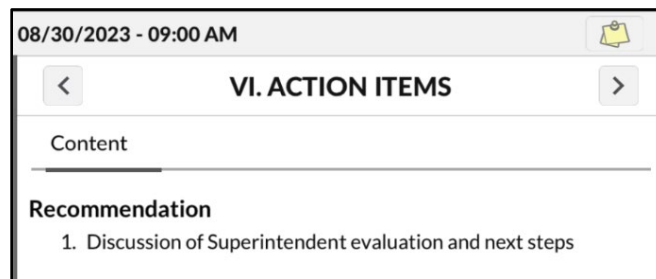 08/30/2023 - 09:00 AM
VI. ACTION ITEMS
Content
Recommendation
1. Discussion of Superintendent evaluation and next steps